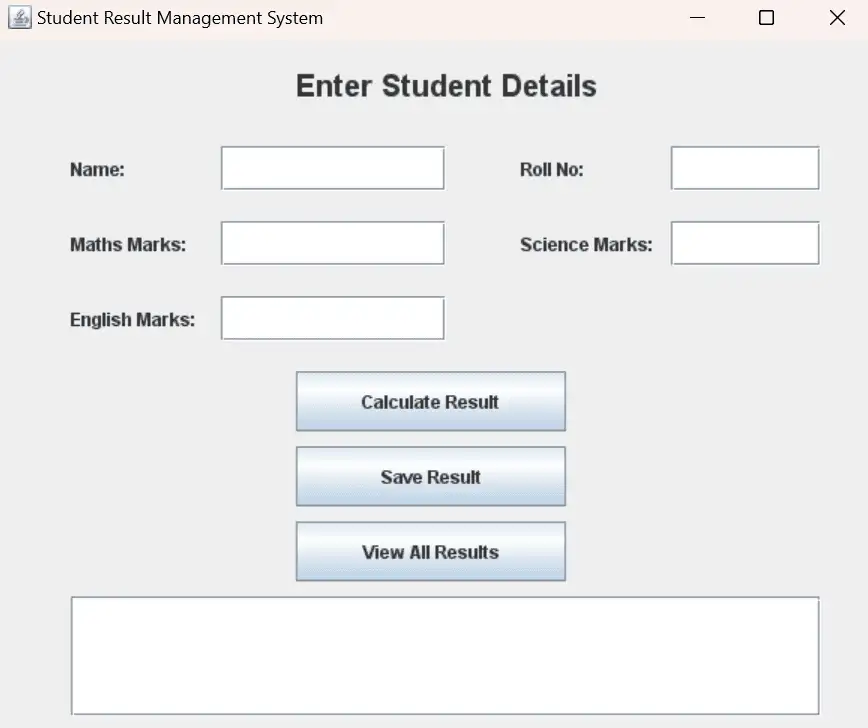 Student Result Management System
Enter Student Details
Name:
Roll No:
Maths Marks:
Science Marks:
English Marks:
Calculate Result
Save Result
View All Results